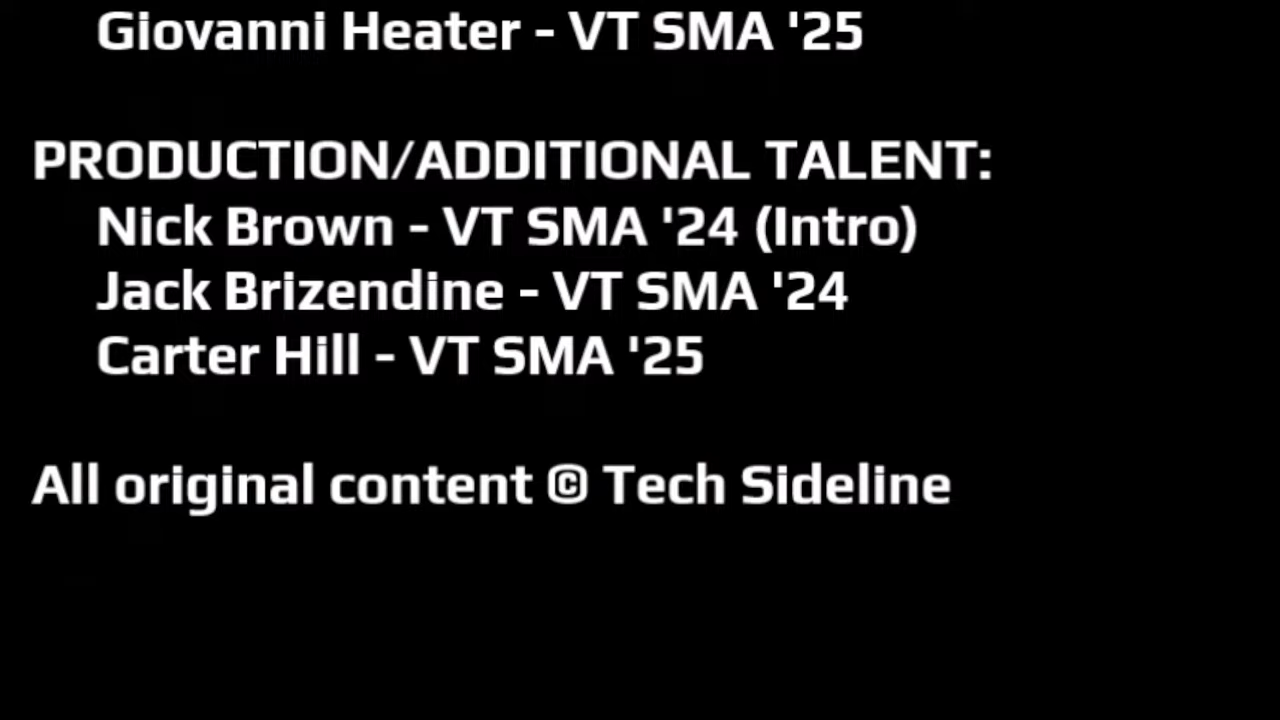 Giovanni Heater - VT SMA '25
PRODUCTION/ADDITIONAL TALENT:
Nick Brown - VT SMA '24 (Intro)
Jack Brizendine - VT SMA '24
Carter Hill - VT SMA '25
All original content © Tech Sideline